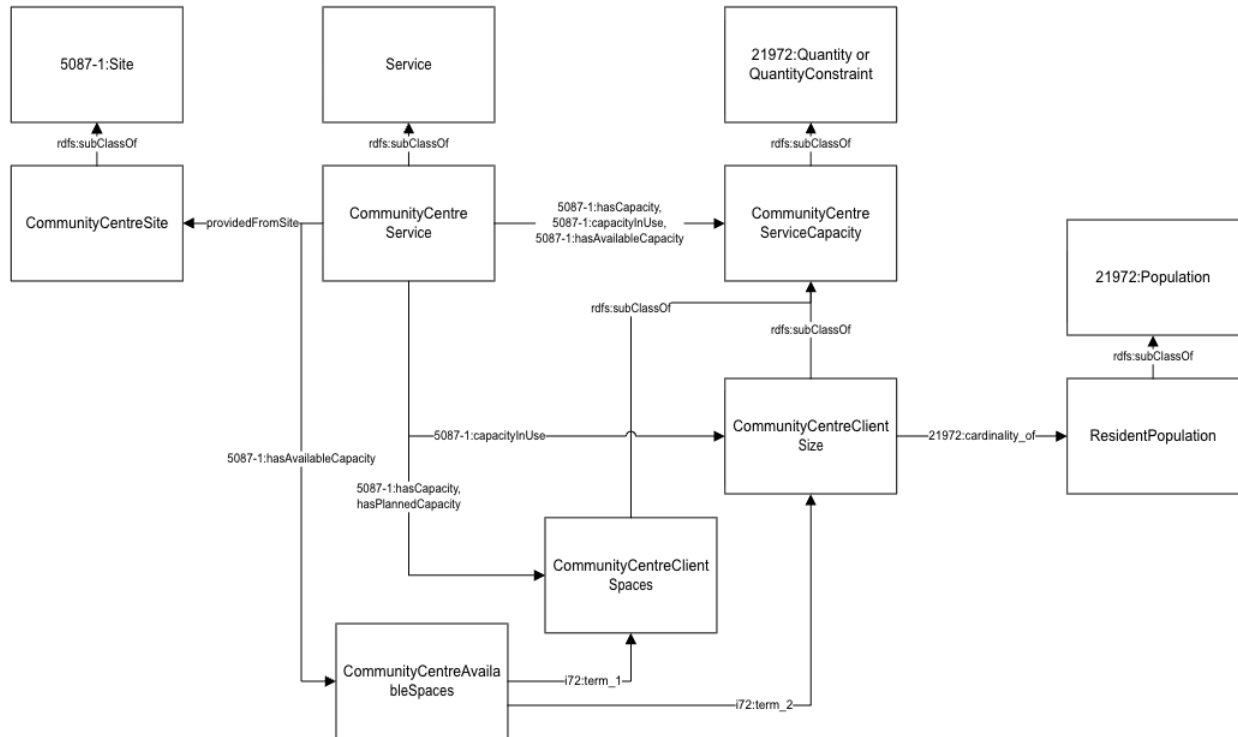 5087-1:Site
Service
21972:Quantity or
QuantityConstraint
rdfs:subClassOf
rdfs:subClassOf
rdfs:subClassOf
CommunityCentreSite
providedFromSite
CommunityCentre
Service
5087-1:hasCapacity,
5087-1:capacityInUse,
5087-1:hasAvailableCapacity
CommunityCentre
ServiceCapacity
21972:Population
rdfs:subClassOf
rdfs:subClassOf
rdfs:subClassOf
5087-1:capacityInUse
CommunityCentreClient
Size
21972:cardinality_of
ResidentPopulation
5087-1:hasAvailableCapacity
5087-1:hasCapacity,
hasPlannedCapacity
CommunityCentreClient
Spaces
CommunityCentreAvaila
bleSpaces
i72:term_1
i72:term_2